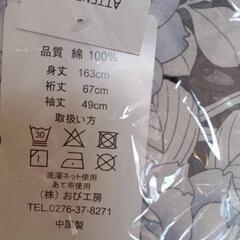 ATTEN
品質 綿 100%
身丈 163cm
裄丈 67cm
袖丈 49cm
取扱い方
30
洗濯ネット使用
あて布使用
(株) おび工房
TEL.0276-37-8271
中国製